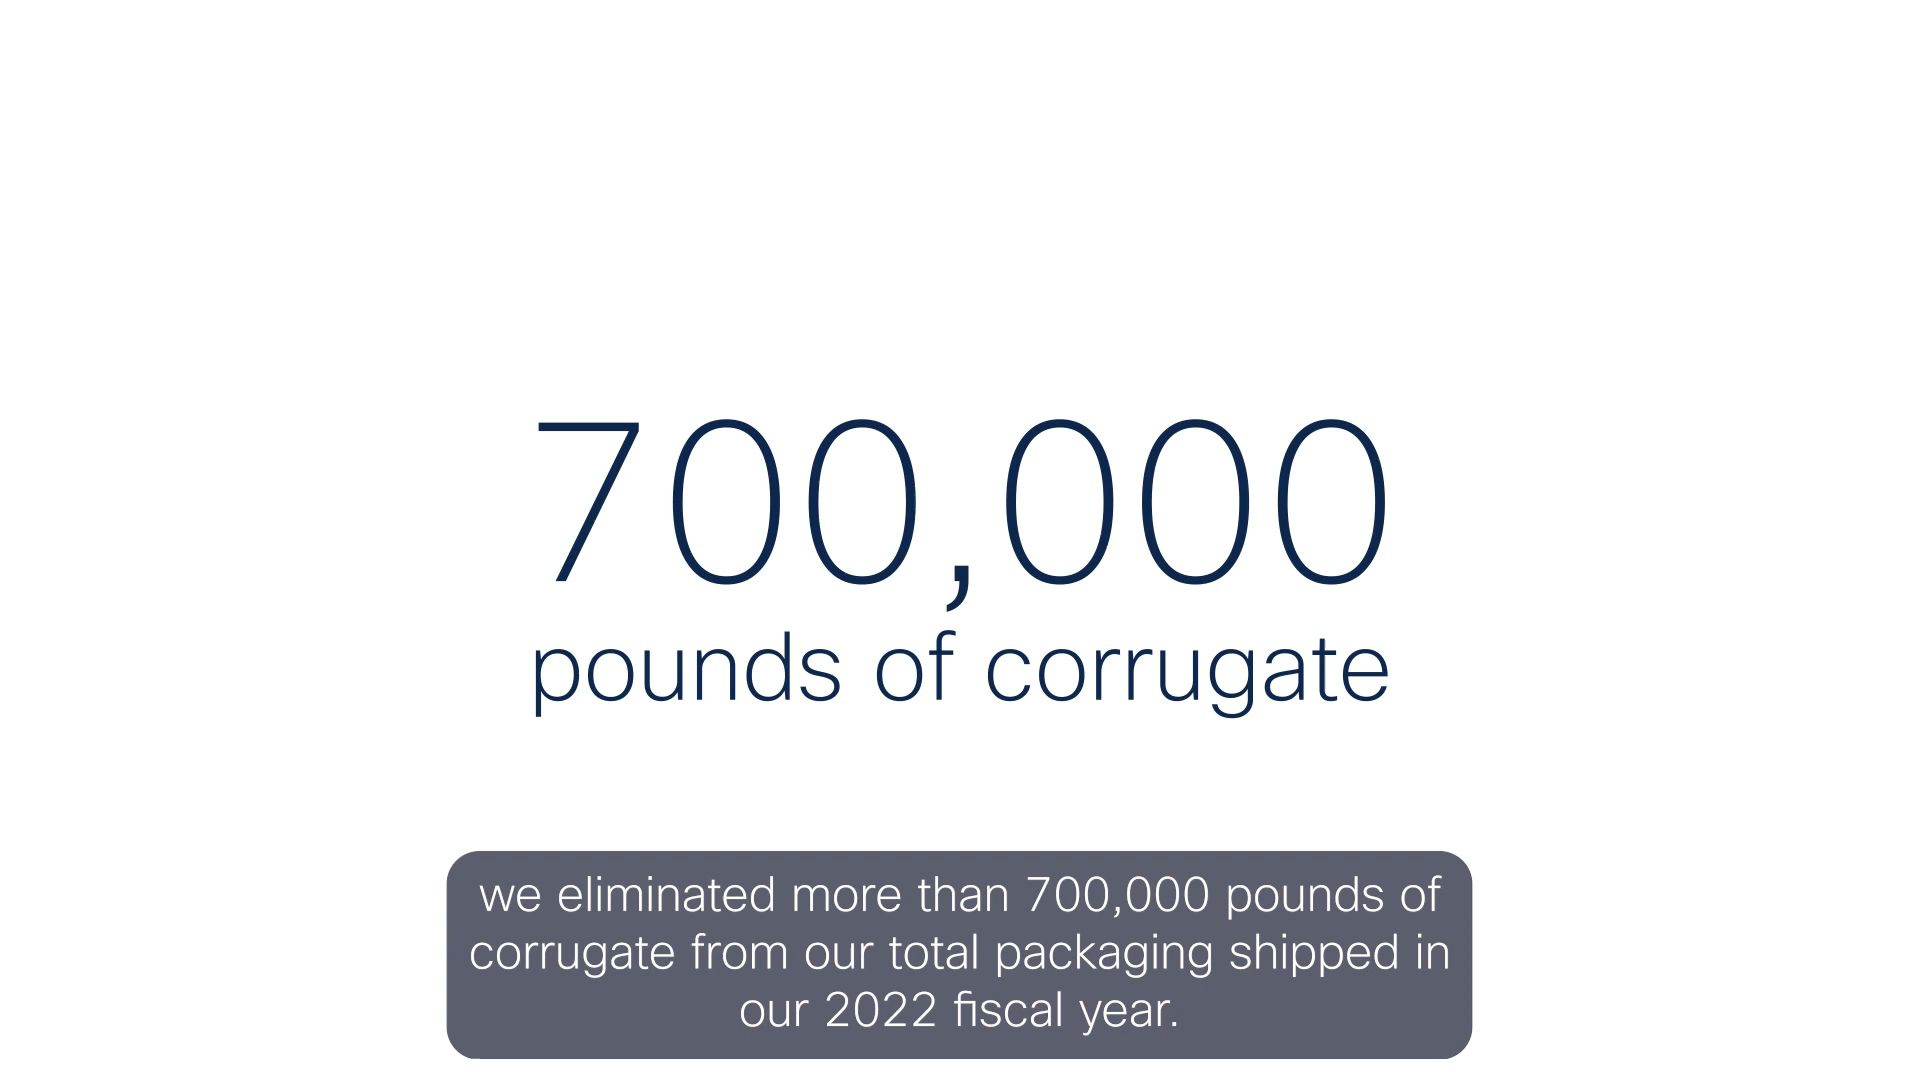 700,000
pounds of corrugate
we eliminated more than 700,000 pounds of
corrugate from our total packaging shipped in
our 2022 fiscal year.